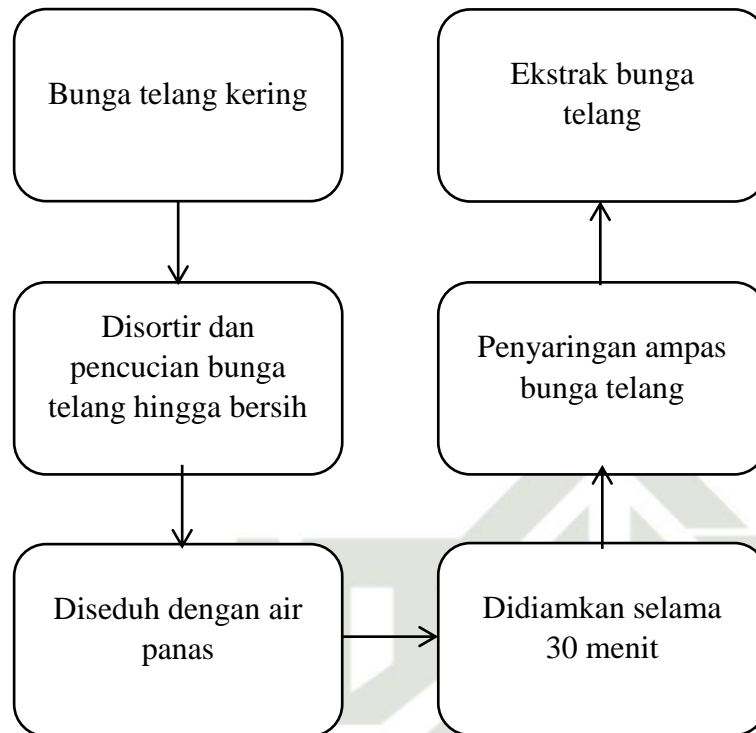 Bunga telang kering
Disortir dan
pencucian bunga
telang hingga bersih
Diseduh dengan air
panas
Didiamkan selama
30 menit
Penyaringan ampas
bunga telang
Ekstrak bunga
telang